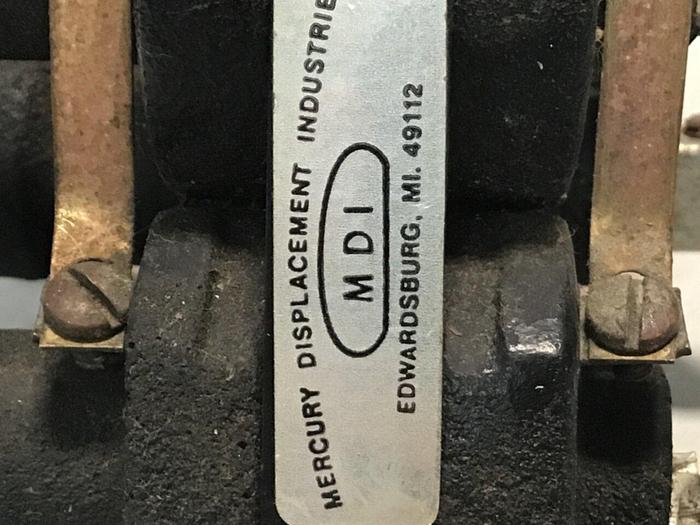 MERCURY DISPLACEMENT INDUSTRIE
MDI
EDWARDSBURG, MI. 49112